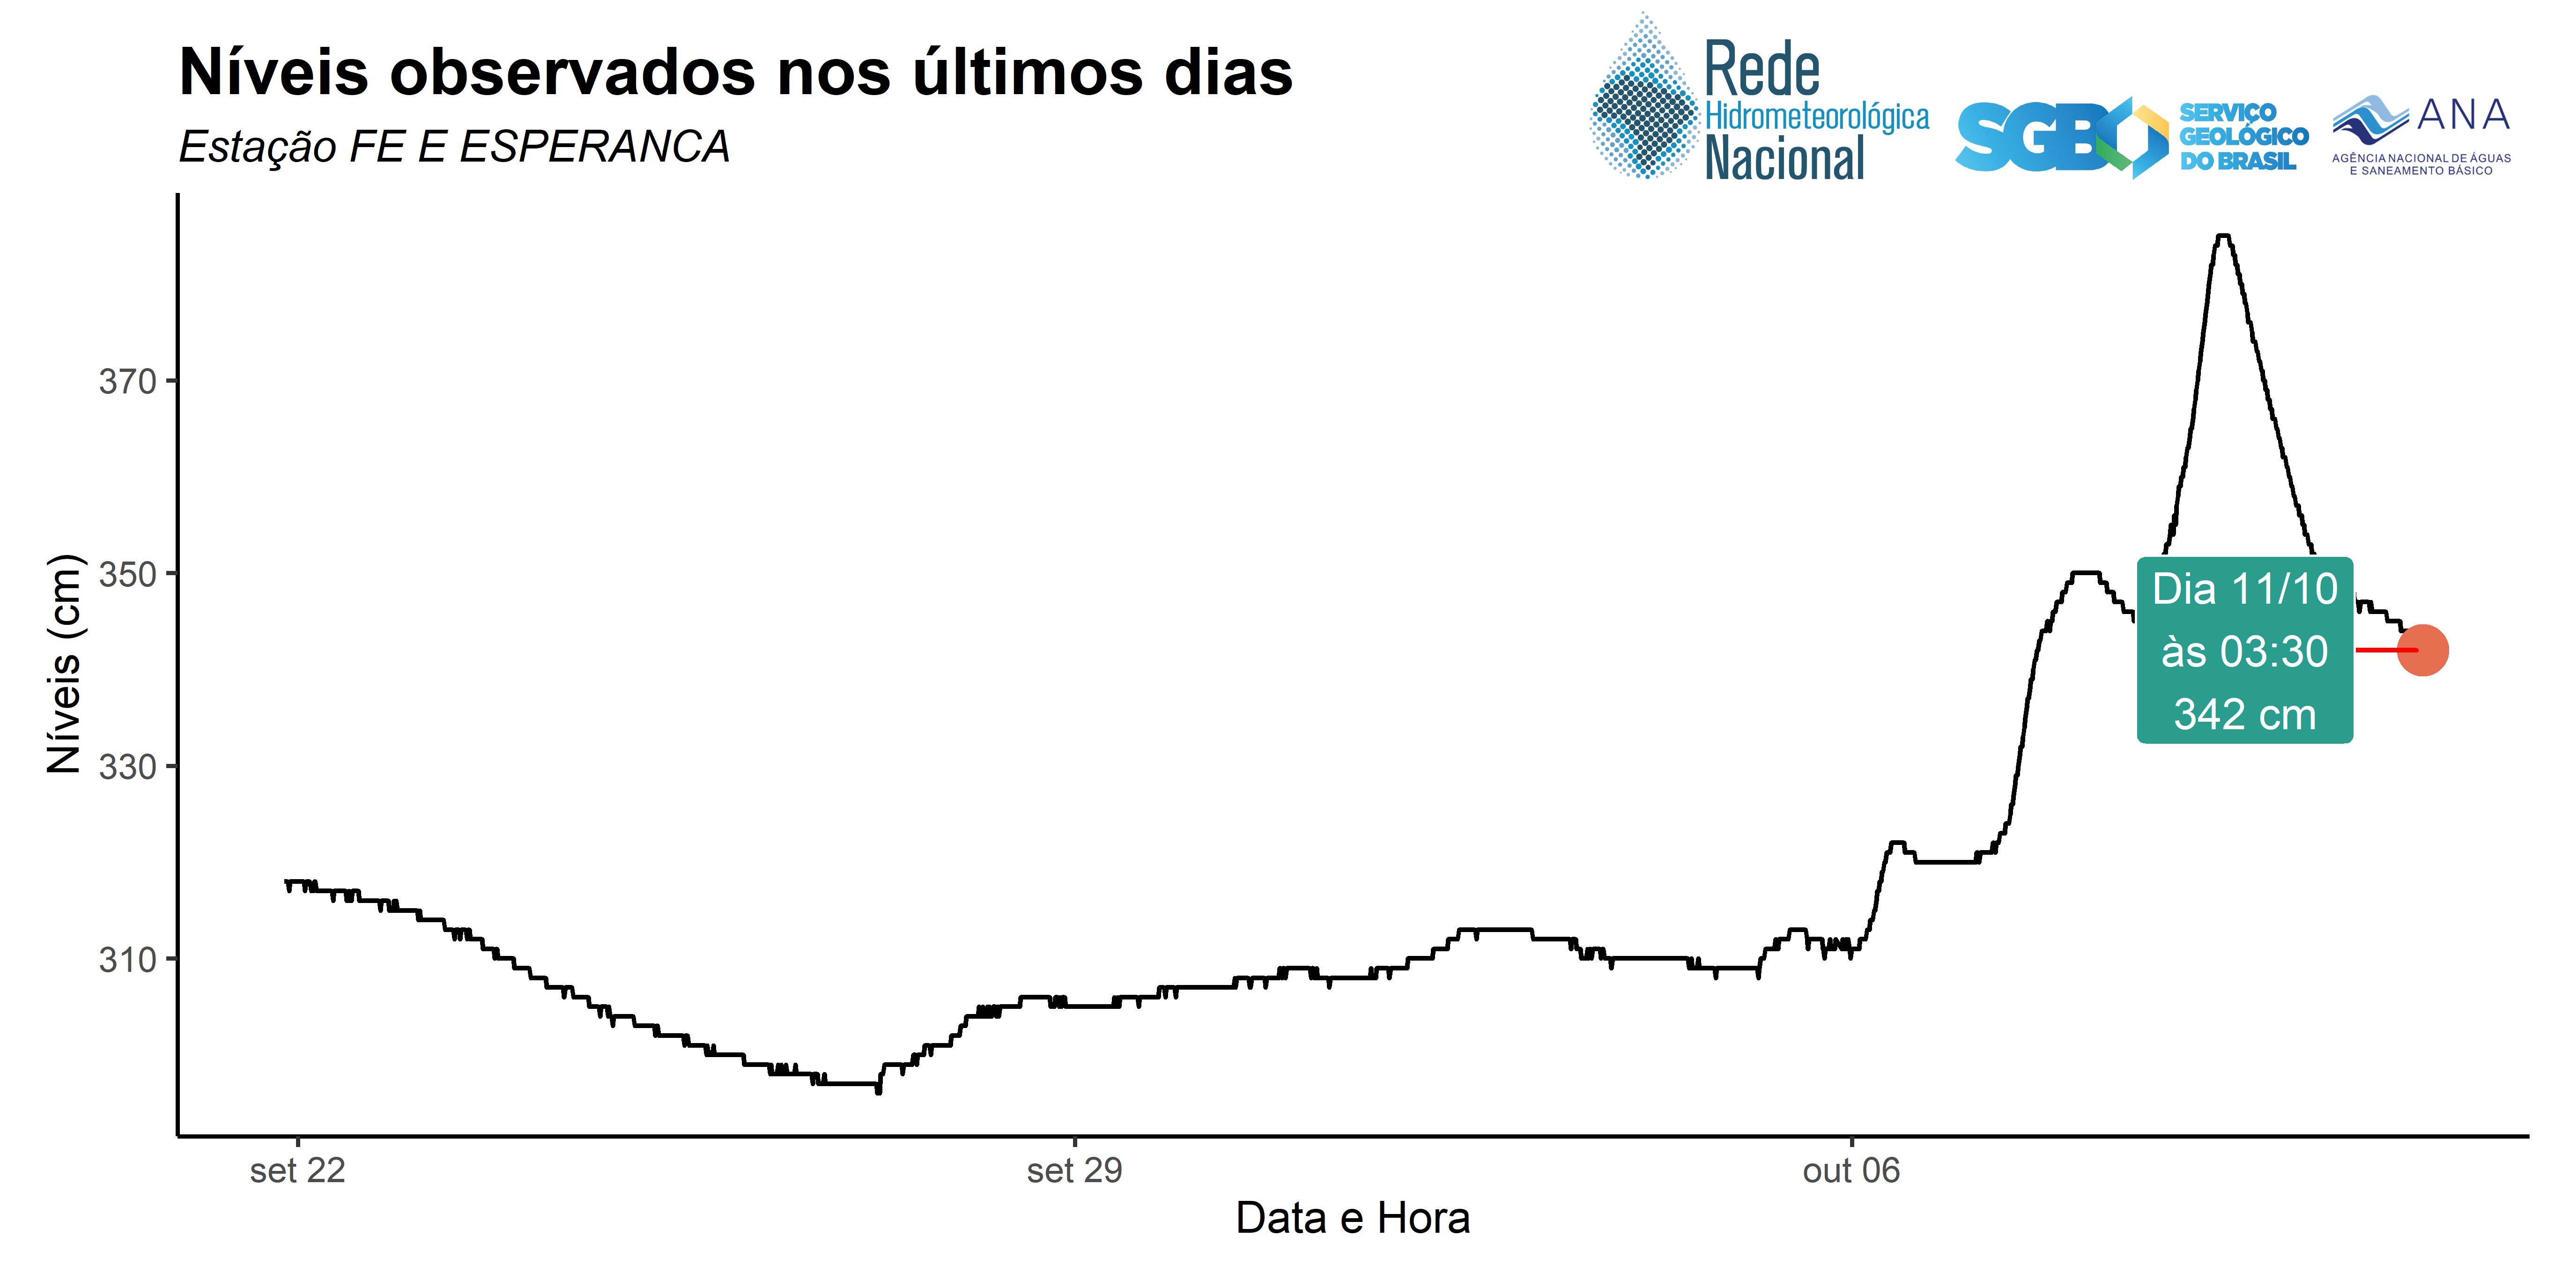 Níveis observados nos últimos dias
Estação FE E ESPERANCA
Rede
Hidrometeorológica
Nacional
SGB
SERVIÇO
GEOLÓGICO
DO BRASIL
ANA
AGÊNCIA NACIONAL DE ÁGUAS
E SANEAMENTO BÁSICO
Níveis (cm)
370
350
330
310
Dia 11/10
às 03:30
342 cm
set 22
set 29
out 06
Data e Hora